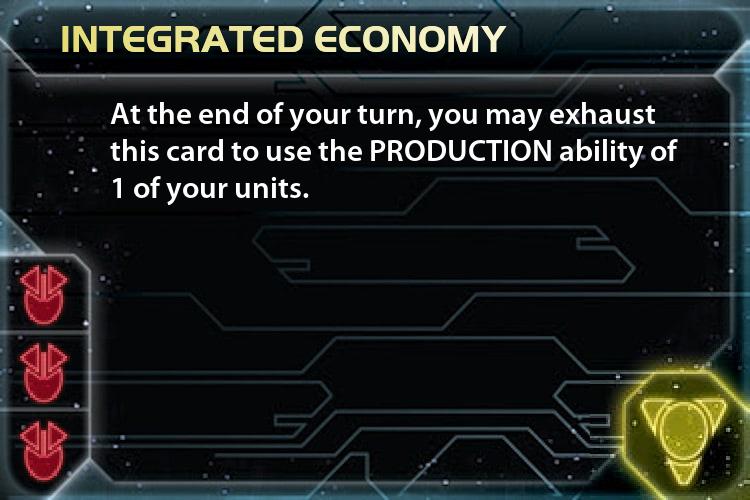 INTEGRATED ECONOMY
At the end of your turn, you may exhaust
this card to use the PRODUCTION ability of
1 of your units.